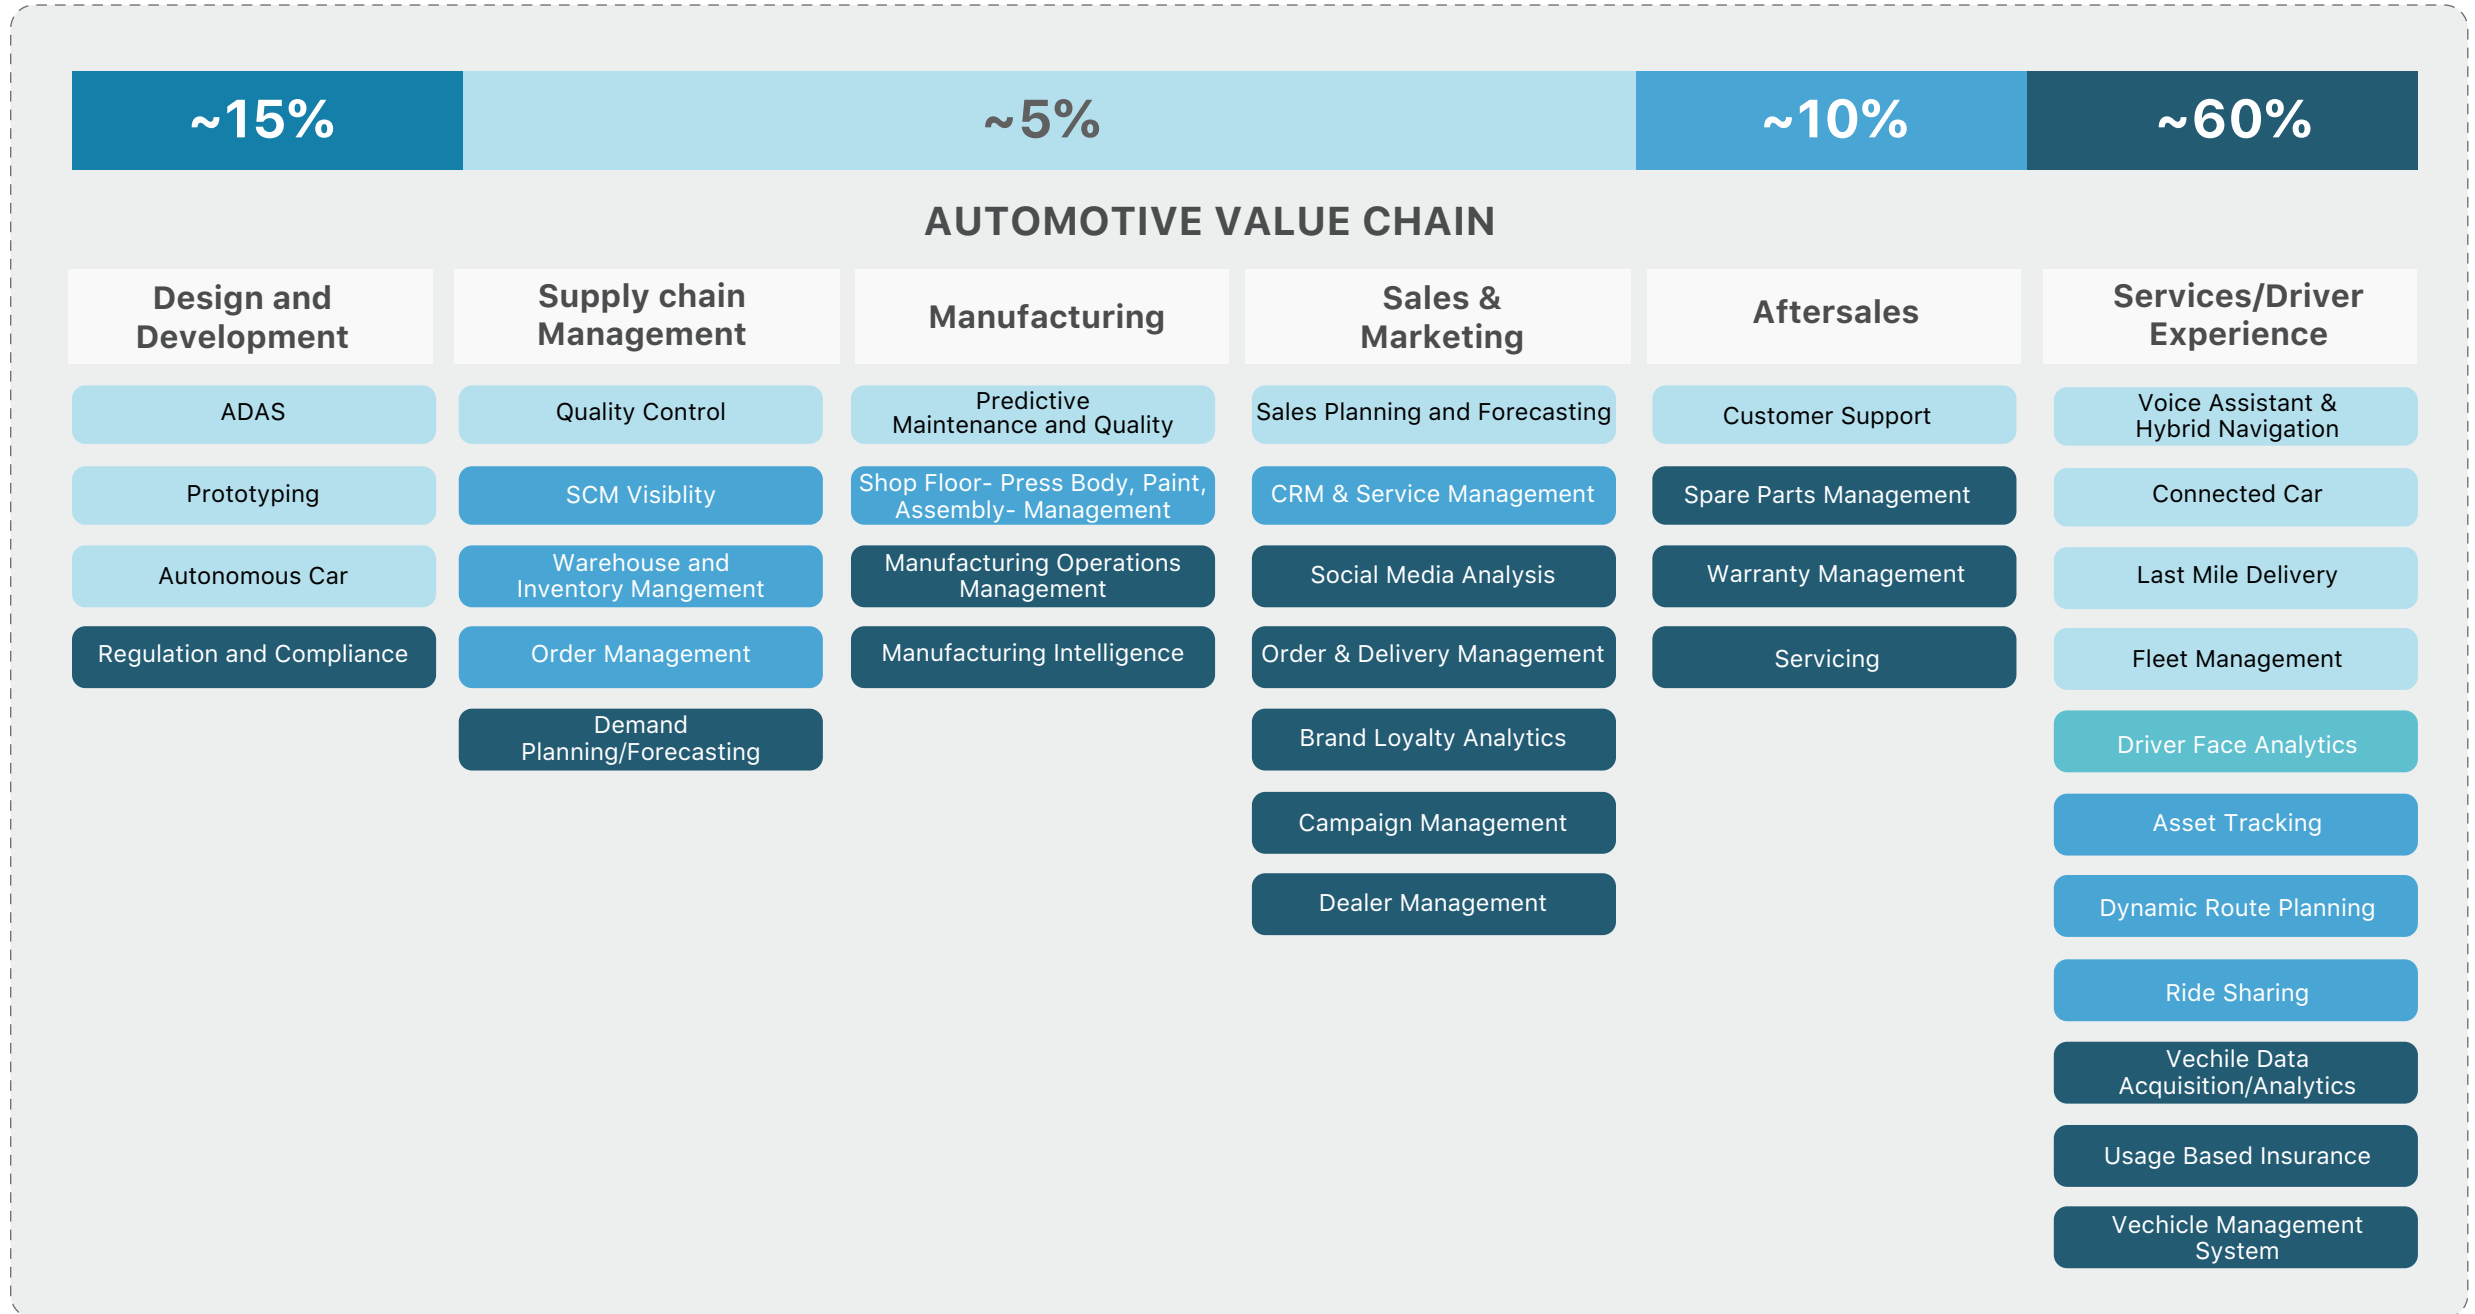 ~15%
~5%
~10%
~60%
AUTOMOTIVE VALUE CHAIN
Design and
Development
ADAS
Prototyping
Autonomous Car
Regulation and Compliance
Supply chain
Management
Quality Control
SCM Visiblity
Warehouse and
Inventory Mangement
Order Management
Demand
Planning/Forecasting
Manufacturing
Predictive
Maintenance and Quality
Shop Floor- Press Body, Paint,
Assembly- Management
Manufacturing Operations
Management
Manufacturing Intelligence
Sales &
Marketing
Sales Planning and Forecasting
CRM & Service Management
Social Media Analysis
Order & Delivery Management
Brand Loyalty Analytics
Campaign Management
Dealer Management
Aftersales
Customer Support
Spare Parts Management
Warranty Management
Servicing
Services/Driver
Experience
Voice Assistant &
Hybrid Navigation
Connected Car
Last Mile Delivery
Fleet Management
Driver Face Analytics
Asset Tracking
Dynamic Route Planning
Ride Sharing
Vechile Data
Acquisition/Analytics
Usage Based Insurance
Vechicle Management
System